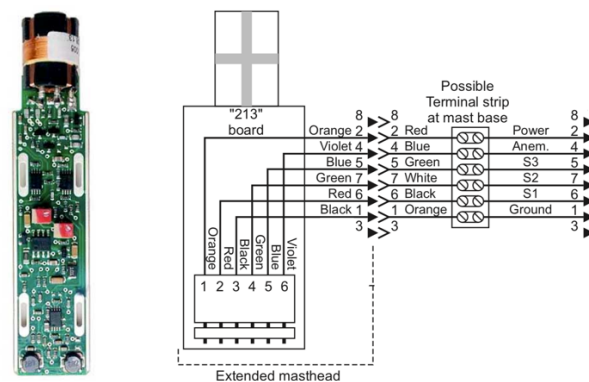 "213"
board
Possible
Terminal strip
at mast base
8 8 8
Orange 2 2 Red Power 2
Violet 4 4 Blue Anem. 4
Blue 5 5 Green S3 5
Green 7 7 White S2 7
Red 6 6 Black S1 6
Black 1 1 Orange Ground 1
3 3 3
Orange
Red
Black
Green
Blue
Violet
1 2 3 4 5 6
Extended masthead